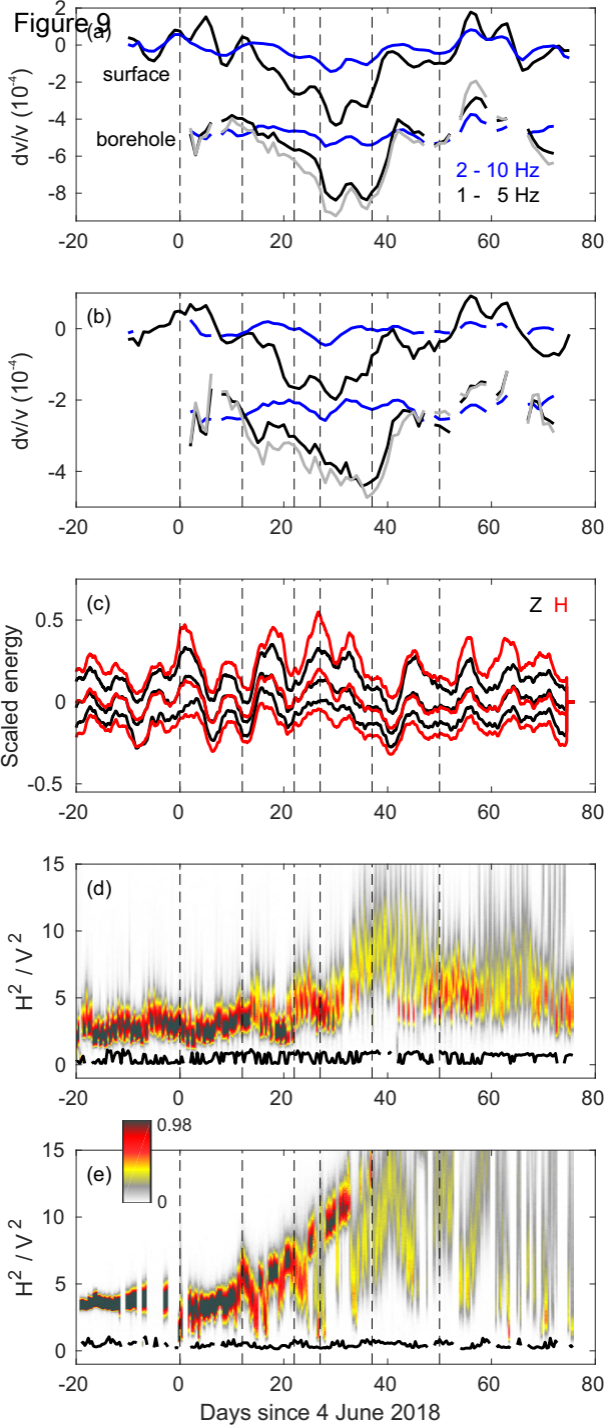 Figure 9
(a)
2
0
-2
-4
-6
-8
dv/v (10⁻⁴)
surface
borehole
2 - 10 Hz
1 - 5 Hz
-20 0 20 40 60 80
(b)
0
-2
-4
dv/v (10⁻⁴)
-20 0 20 40 60 80
(c)
Z H
0.5
0
-0.5
Scaled energy
-20 0 20 40 60 80
(d)
15
10
5
0
H² / V²
-20 0 20 40 60 80
0.98
0
(e)
15
10
5
0
H² / V²
-20 0 20 40 60 80
Days since 4 June 2018